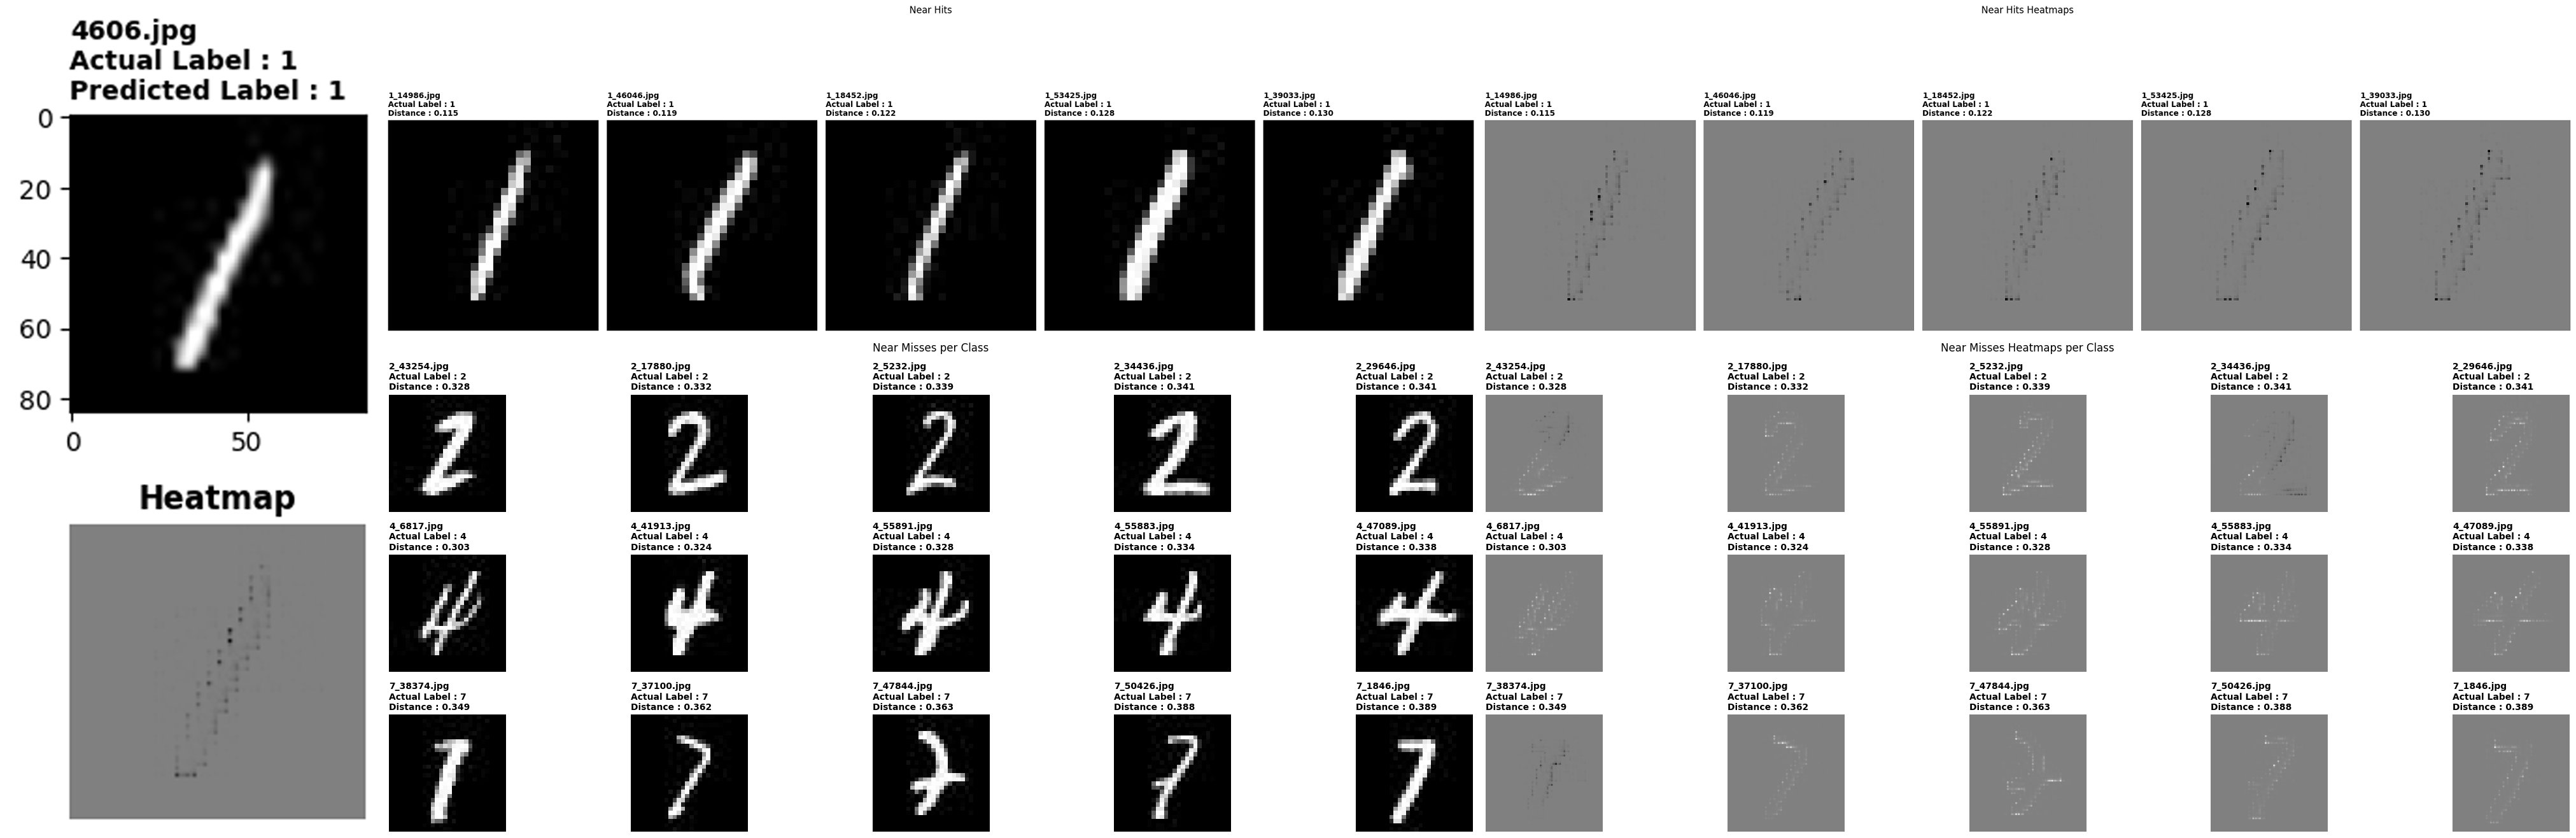 4606.jpg
Actual Label : 1
Predicted Label : 1
0
20
40
60
80
0
50
Heatmap
Near Hits
1_14986.jpg
Actual Label : 1
Distance : 0.115
1_46046.jpg
Actual Label : 1
Distance : 0.119
1_18452.jpg
Actual Label : 1
Distance : 0.122
1_53425.jpg
Actual Label : 1
Distance : 0.128
1_39033.jpg
Actual Label : 1
Distance : 0.130
Near Hits Heatmaps
1_14986.jpg
Actual Label : 1
Distance : 0.115
1_46046.jpg
Actual Label : 1
Distance : 0.119
1_18452.jpg
Actual Label : 1
Distance : 0.122
1_53425.jpg
Actual Label : 1
Distance : 0.128
1_39033.jpg
Actual Label : 1
Distance : 0.130
Near Misses per Class
2_43254.jpg
Actual Label : 2
Distance : 0.328
2_17880.jpg
Actual Label : 2
Distance : 0.332
2_5232.jpg
Actual Label : 2
Distance : 0.339
2_34436.jpg
Actual Label : 2
Distance : 0.341
2_29646.jpg
Actual Label : 2
Distance : 0.341
4_6817.jpg
Actual Label : 4
Distance : 0.303
4_41913.jpg
Actual Label : 4
Distance : 0.324
4_55891.jpg
Actual Label : 4
Distance : 0.328
4_55883.jpg
Actual Label : 4
Distance : 0.334
4_47089.jpg
Actual Label : 4
Distance : 0.338
7_38374.jpg
Actual Label : 7
Distance : 0.349
7_37100.jpg
Actual Label : 7
Distance : 0.362
7_47844.jpg
Actual Label : 7
Distance : 0.363
7_50426.jpg
Actual Label : 7
Distance : 0.388
7_1846.jpg
Actual Label : 7
Distance : 0.389
Near Misses Heatmaps per Class
2_43254.jpg
Actual Label : 2
Distance : 0.328
2_17880.jpg
Actual Label : 2
Distance : 0.332
2_5232.jpg
Actual Label : 2
Distance : 0.339
2_34436.jpg
Actual Label : 2
Distance : 0.341
2_29646.jpg
Actual Label : 2
Distance : 0.341
4_6817.jpg
Actual Label : 4
Distance : 0.303
4_41913.jpg
Actual Label : 4
Distance : 0.324
4_55891.jpg
Actual Label : 4
Distance : 0.328
4_55883.jpg
Actual Label : 4
Distance : 0.334
4_47089.jpg
Actual Label : 4
Distance : 0.338
7_38374.jpg
Actual Label : 7
Distance : 0.349
7_37100.jpg
Actual Label : 7
Distance : 0.362
7_47844.jpg
Actual Label : 7
Distance : 0.363
7_50426.jpg
Actual Label : 7
Distance : 0.388
7_1846.jpg
Actual Label : 7
Distance : 0.389